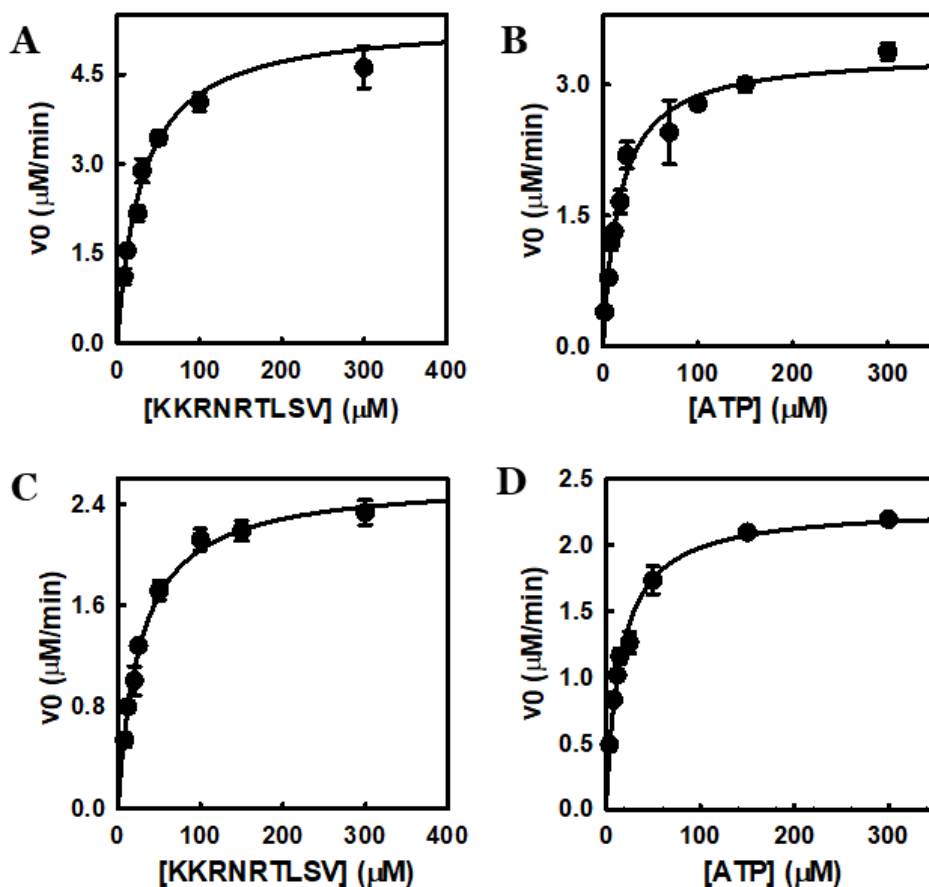 A
v0 (μM/min)
4.5
3.0
1.5
0.0
0 100 200 300 400
[KKRNRTLSV] (μM)
B
v0 (μM/min)
3.0
1.5
0.0
0 100 200 300
[ATP] (μM)
C
v0 (μM/min)
2.4
1.6
0.8
0.0
0 100 200 300 400
[KKRNRTLSV] (μM)
D
v0 (μM/min)
2.5
2.0
1.5
1.0
0.5
0.0
0 100 200 300
[ATP] (μM)